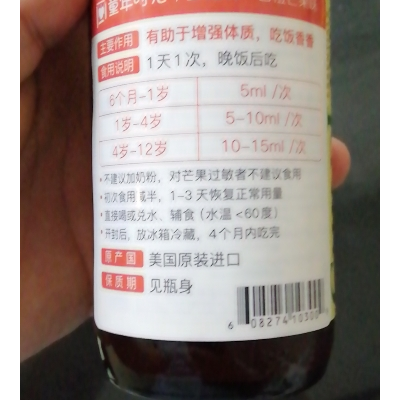 主要作用 有助于增强体质，吃饭香香
食用说明 1天1次，晚饭后吃
6个月-1岁 5ml/次
1岁-4岁 5-10ml/次
4岁-12岁 10-15ml/次
·不建议加奶粉，对芒果过敏者不建议食用
·初次食用减半，1-3天恢复正常用量
·直接喝或兑水、辅食(水温<60度)
·开封后，放冰箱冷藏，4个月内吃完
原产国 美国原装进口
保质期 见瓶身
6 08274 10300